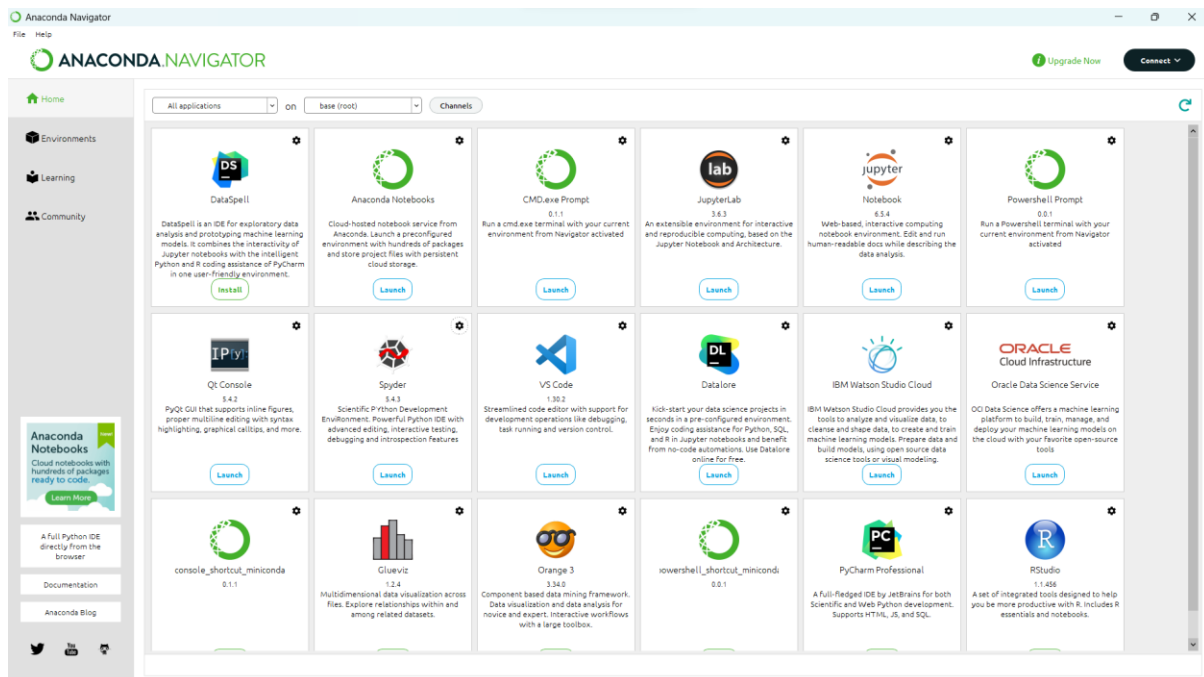 Anaconda Navigator
File Help
ANACONDA.NAVIGATOR
Upgrade Now
Connect
Home
Environments
Learning
Community
All applications on base (root) Channels
DS
DataSpell
DataSpell is an IDE for exploratory data
analysis and prototyping machine learning
models. It combines the interactivity of
Jupyter notebooks with the intelligent
Python and R coding assistance of PyCharm
in one user-friendly environment.
Install
Anaconda Notebooks
Cloud-hosted notebook service from
Anaconda. Launch a preconfigured
environment with hundreds of packages
and store project files with persistent
cloud storage.
Launch
CMD.exe Prompt
0.1.1
Run a cmd.exe terminal with your current
environment from Navigator activated
Launch
lab
JupyterLab
3.6.3
An extensible environment for interactive
and reproducible computing, based on the
Jupyter Notebook and Architecture.
Launch
jupyter
Notebook
6.5.4
Web-based, interactive computing
notebook environment. Edit and run
human-readable docs while describing the
data analysis.
Launch
Powershell Prompt
0.0.1
Run a Powershell terminal with your
current environment from Navigator
activated
Launch
IP[y]:
Qt Console
5.4.2
PyQt GUI that supports inline figures,
proper multiline editing with syntax
highlighting, graphical calltips, and more.
Launch
Spyder
5.4.3
Scientific PYthon Development
EnviRonment. Powerful Python IDE with
advanced editing, interactive testing,
debugging and introspection features
Launch
VS Code
1.30.2
Streamlined code editor with support for
development operations like debugging,
task running and version control.
Launch
DL
Datalore
Kick-start your data science projects in
seconds in a pre-configured environment.
Enjoy coding assistance for Python, SQL,
and R in Jupyter notebooks and benefit
from no-code automations. Use Datalore
online for free.
Launch
IBM Watson Studio Cloud
IBM Watson Studio Cloud provides you the
tools to analyze and visualize data, to
cleanse and shape data, to create and train
machine learning models. Prepare data and
build models, using open source data
science tools or visual modeling.
Launch
ORACLE
Cloud Infrastructure
Oracle Data Science Service
OCI Data Science offers a machine learning
platform to build, train, manage, and
deploy your machine learning models on
the cloud with your favorite open-source
tools
Launch
console_shortcut_miniconda
0.1.1
Glueviz
1.2.4
Multidimensional data visualization across
files. Explore relationships within and
among related datasets.
Orange 3
3.34.0
Component based data mining framework.
Data visualization and data analysis for
novice and expert. Interactive workflows
with a large toolbox.
owershell_shortcut_miniconda
0.0.1
PC
PyCharm Professional
A full-fledged IDE by JetBrains for both
Scientific and Web Python development.
Supports HTML, JS, and SQL.
R
RStudio
1.1.456
A set of integrated tools designed to help
you be more productive with R. Includes R
essentials and notebooks.
Anaconda
Notebooks
Cloud notebooks with
hundreds of packages
ready to code.
Learn More
A full Python IDE
directly from the
browser
Documentation
Anaconda Blog
You
Tube